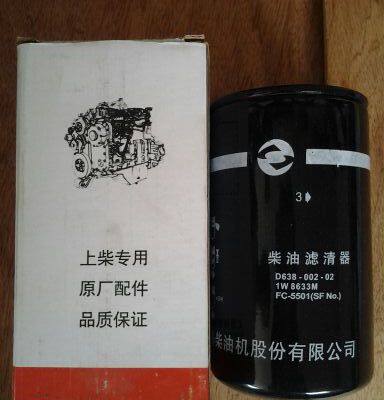 上柴专用
原厂配件
品质保证
3
柴油滤清器
D638-002-02
1W 8633M
FC-5501(SF No.)
柴油机股份有限公司